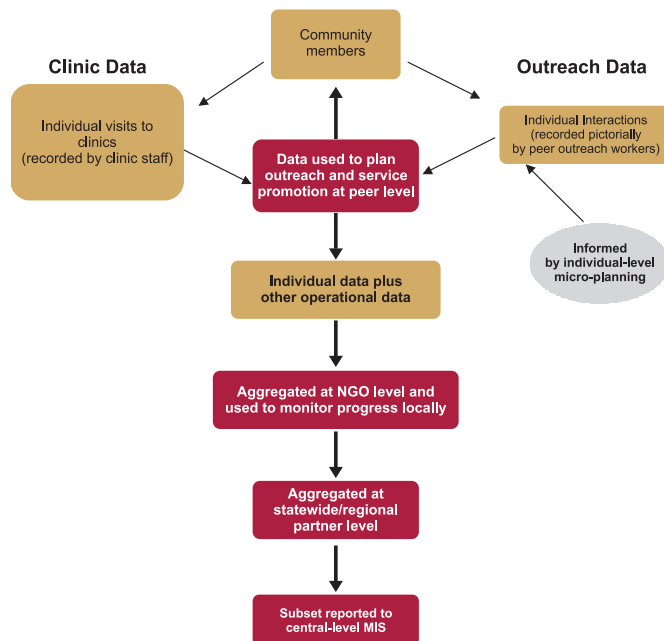 Community
members
Clinic Data
Outreach Data
Individual visits to
clinics
(recorded by clinic staff)
Individual Interactions
(recorded pictorially
by peer outreach workers)
Data used to plan
outreach and service
promotion at peer level
Informed
by individual-level
micro-planning
Individual data plus
other operational data
Aggregated at NGO level and
used to monitor progress locally
Aggregated at
statewide/regional
partner level
Subset reported to
central-level MIS